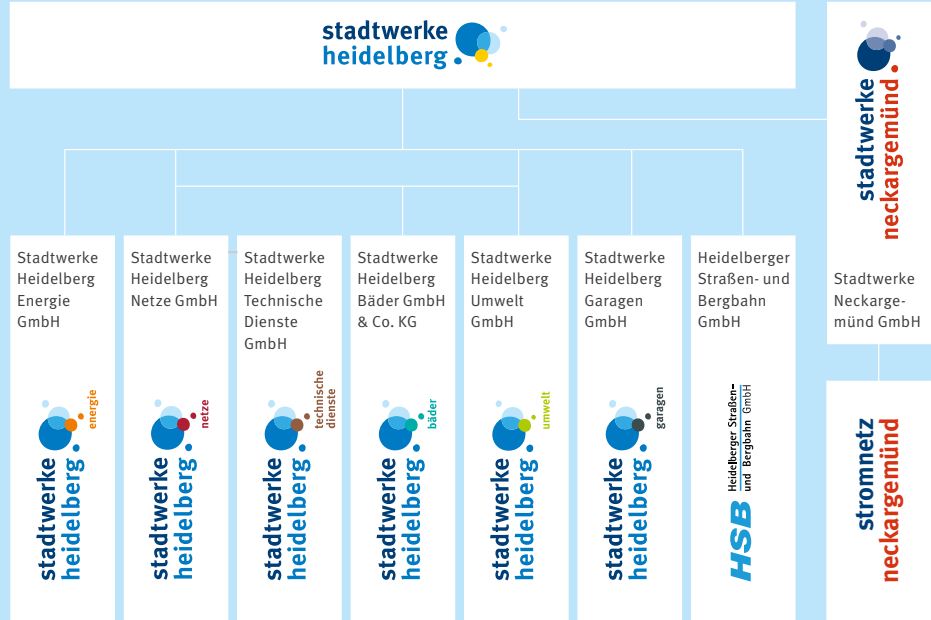 stadtwerke
heidelberg
stadtwerke
neckargemünd
Stadtwerke
Heidelberg
Energie
GmbH
Stadtwerke
Heidelberg
Netze GmbH
Stadtwerke
Heidelberg
Technische
Dienste
GmbH
Stadtwerke
Heidelberg
Bäder GmbH
& Co. KG
Stadtwerke
Heidelberg
Umwelt
GmbH
Stadtwerke
Heidelberg
Garagen
GmbH
Heidelberger
Straßen- und
Bergbahn
GmbH
Stadtwerke
Neckarge-
münd GmbH
stadtwerke
heidelberg
energie
stadtwerke
heidelberg
netze
stadtwerke
heidelberg
technische
dienste
stadtwerke
heidelberg
bäder
stadtwerke
heidelberg
umwelt
stadtwerke
heidelberg
garagen
HSB
Heidelberger Straßen-
und Bergbahn GmbH
stromnetz
neckargemünd